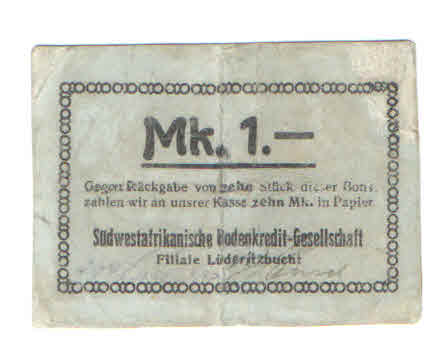 Mk. 1.—
Gegen Rückgabe von zehn Stück dieser Bons
zahlen wir an unsrer Kasse zehn Mk. in Papier
Südwestafrikanische Bodenkredit-Gesellschaft
Filiale Lüderitzbucht